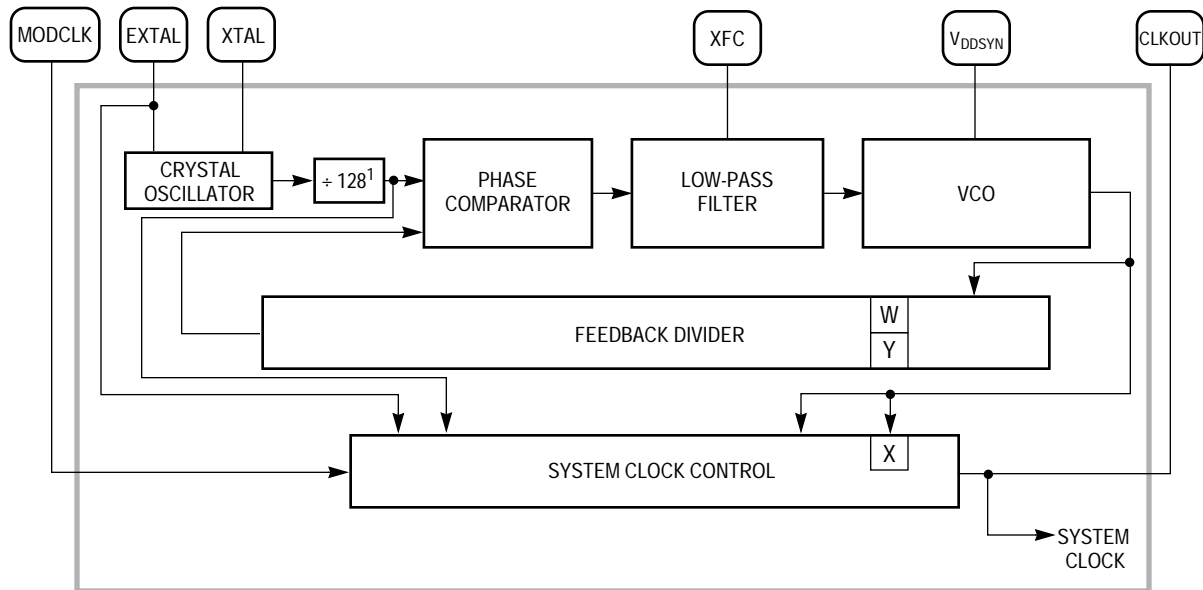 MODCLK
EXTAL
XTAL
XFC
VDDSYN
CLKOUT
CRYSTAL
OSCILLATOR
÷ 128¹
PHASE
COMPARATOR
LOW-PASS
FILTER
VCO
FEEDBACK DIVIDER
W
Y
SYSTEM CLOCK CONTROL
X
SYSTEM
CLOCK